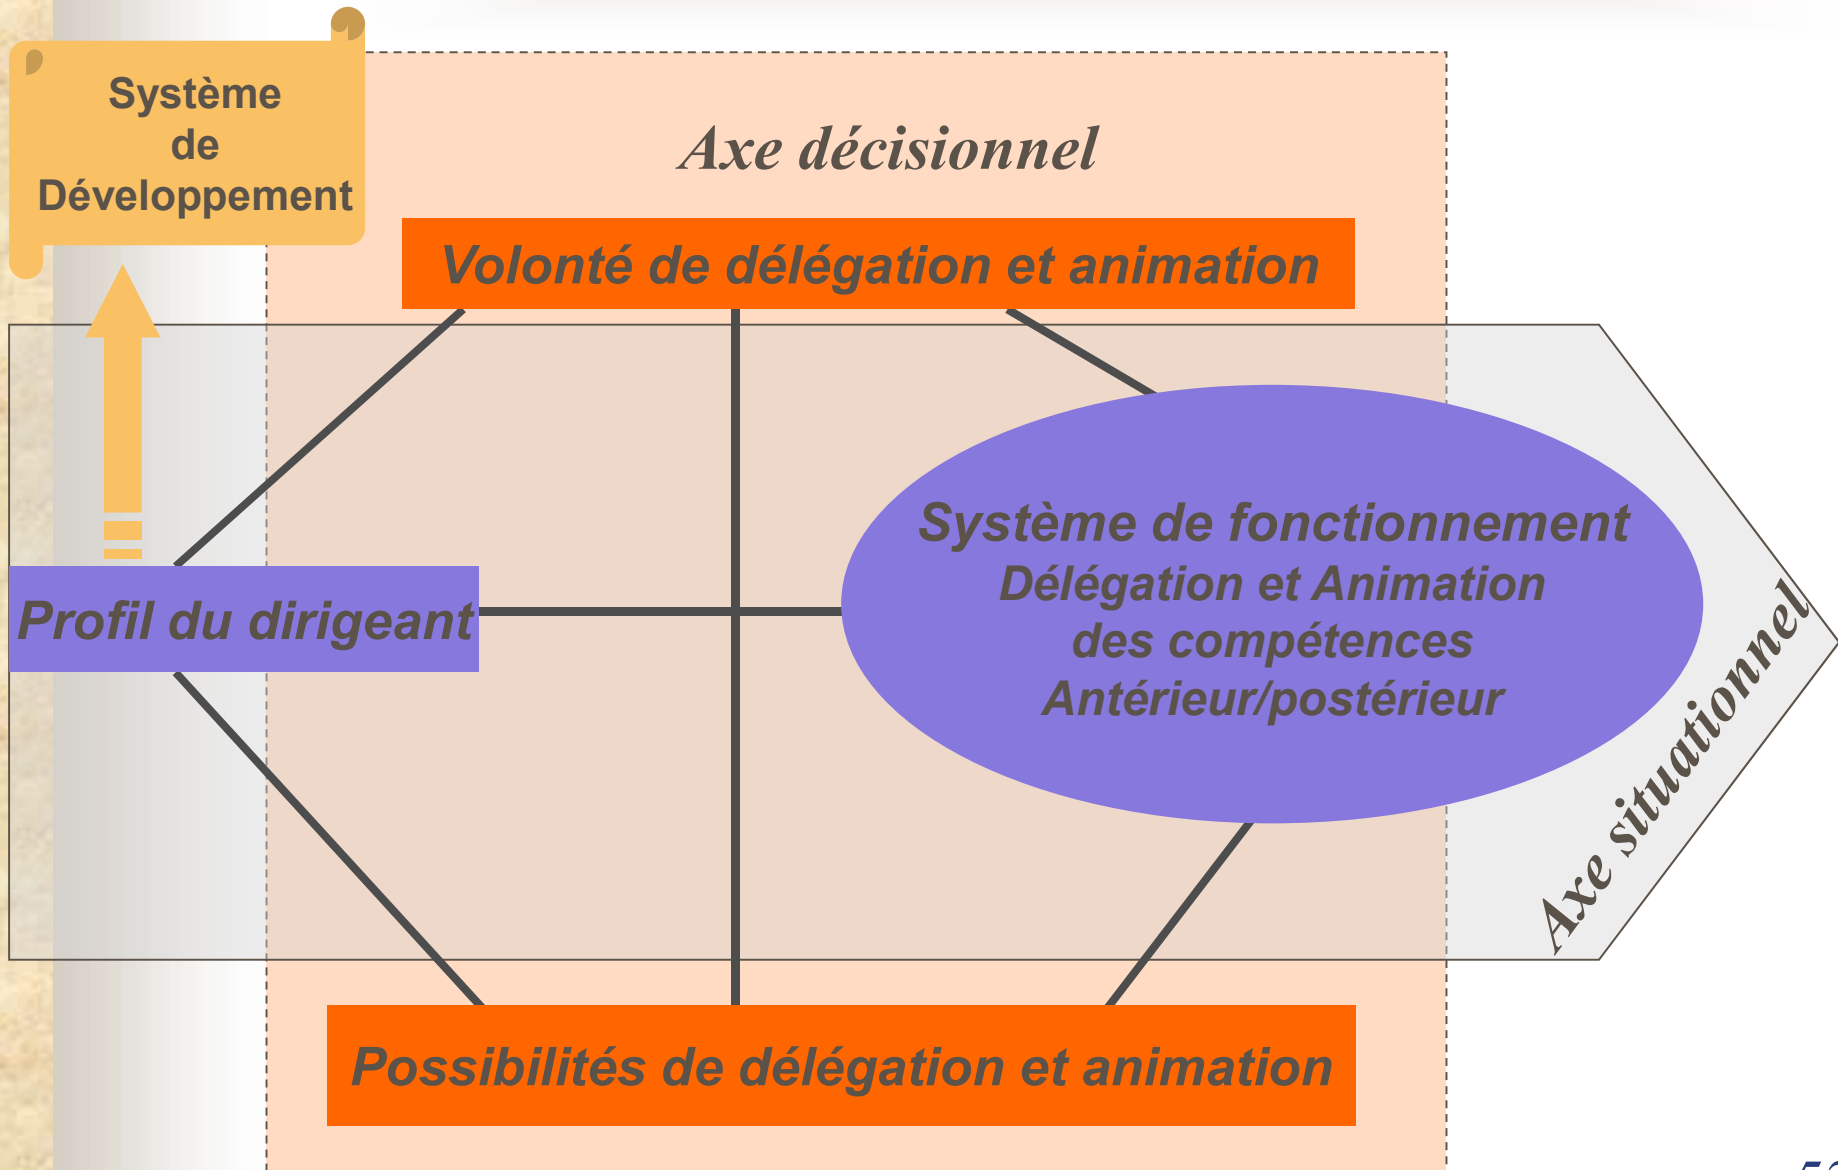 Système
de
Développement
Axe décisionnel
Volonté de délégation et animation
Profil du dirigeant
Système de fonctionnement
Délégation et Animation
des compétences
Antérieur/postérieur
Axe situationnel
Possibilités de délégation et animation